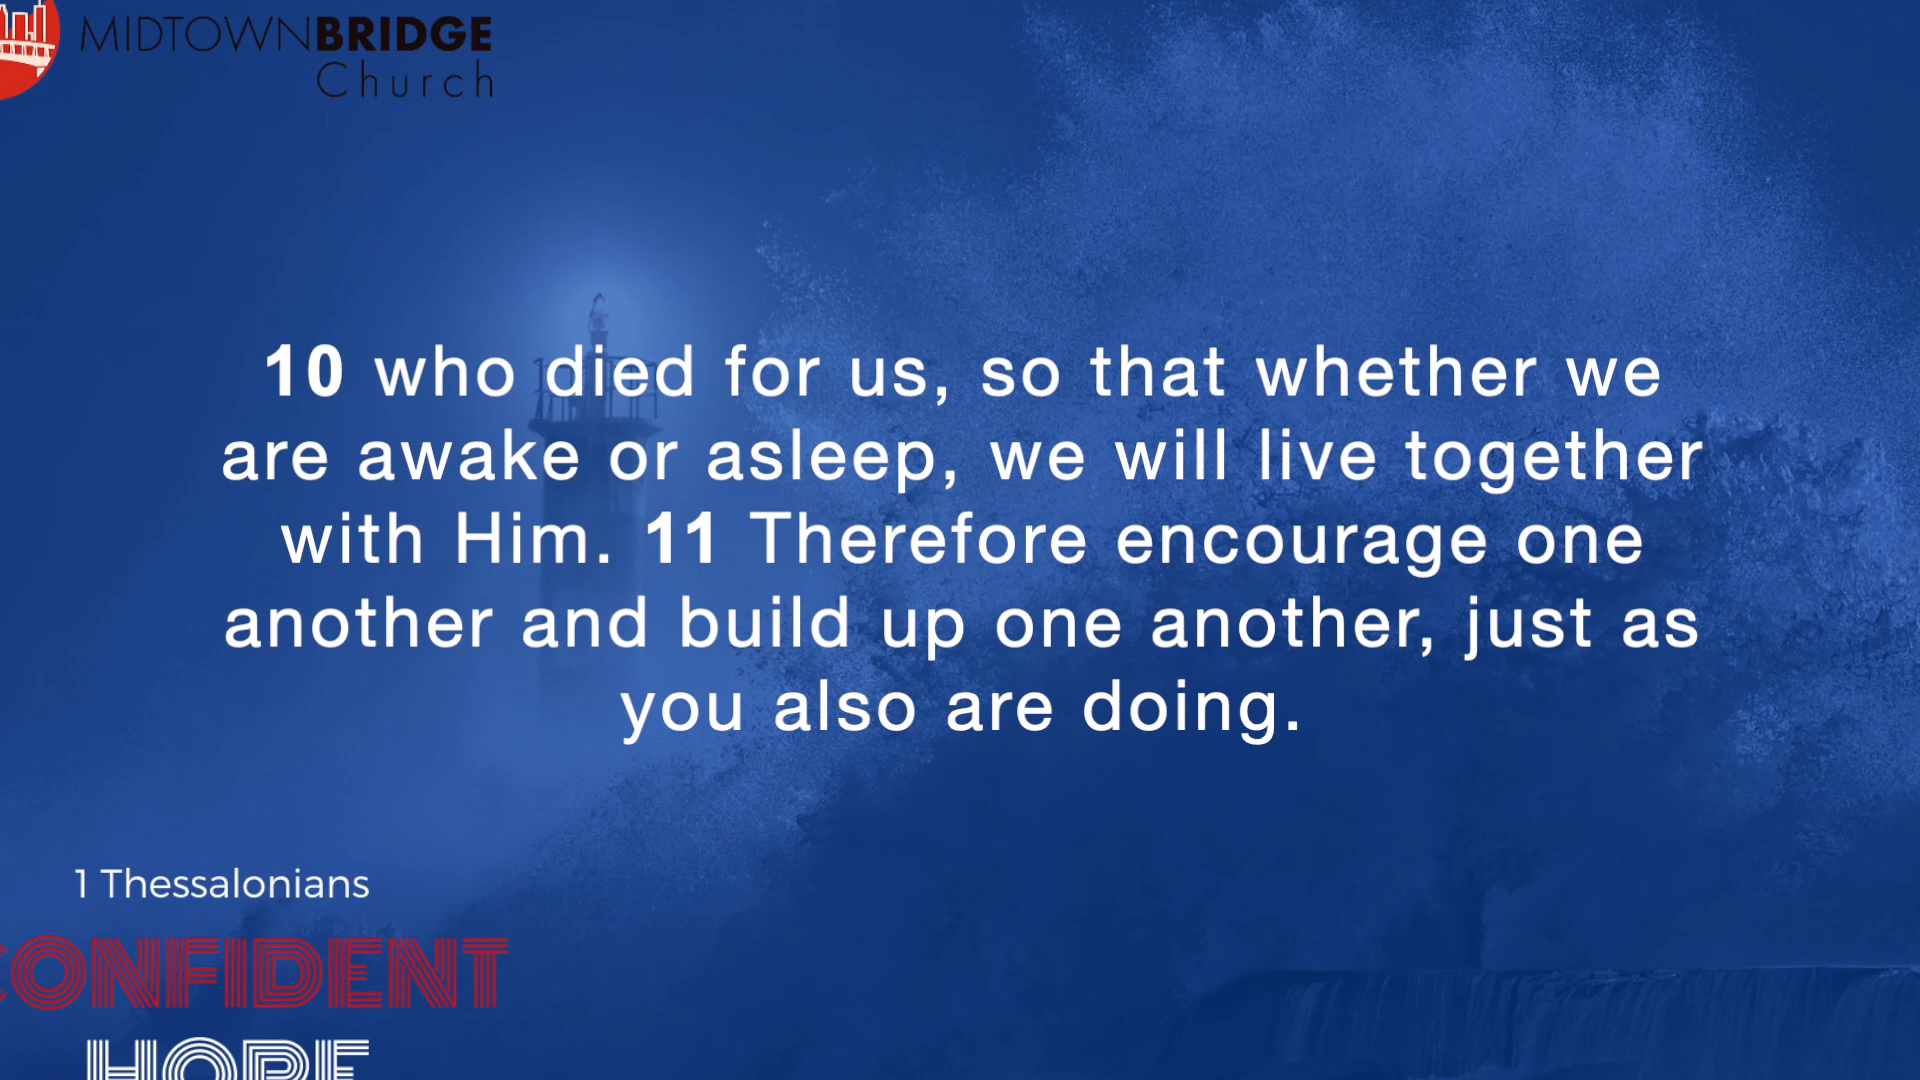 MIDTOWNBRIDGE
Church
10 who died for us, so that whether we
are awake or asleep, we will live together
with Him. 11 Therefore encourage one
another and build up one another, just as
you also are doing.
1 Thessalonians
CONFIDENT
HOPE